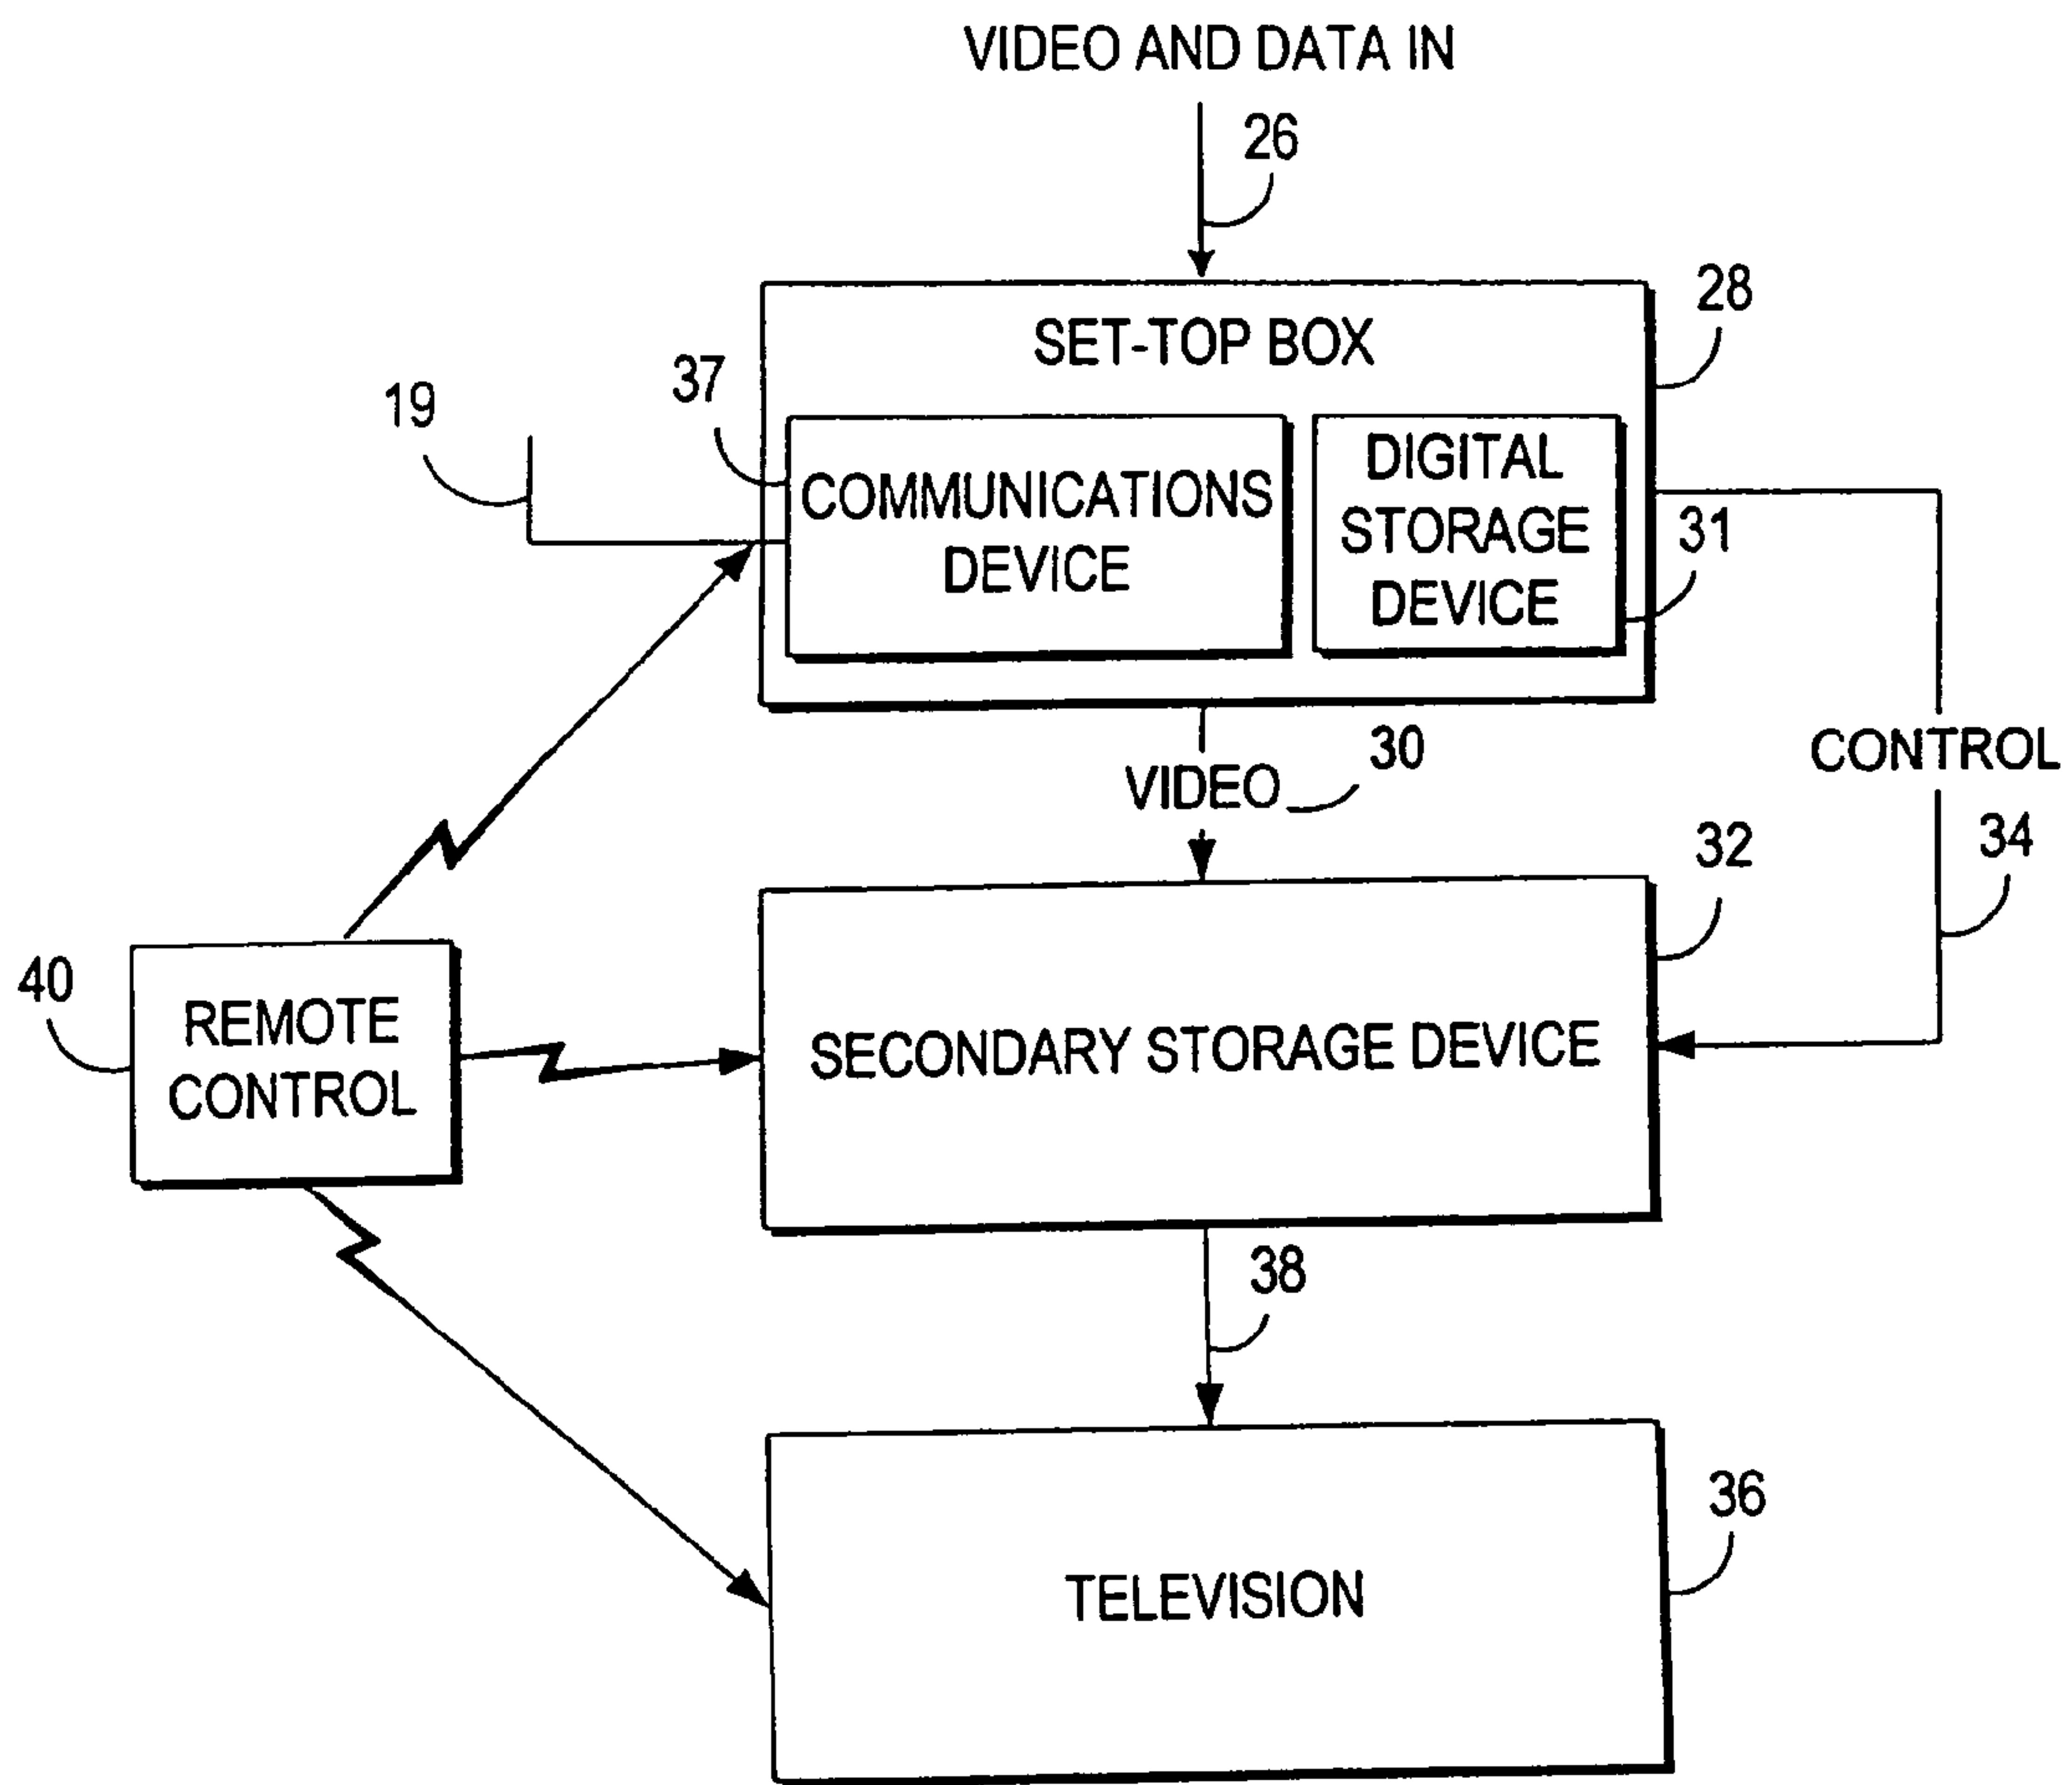 VIDEO AND DATA IN
26
SET-TOP BOX
28
37
19
COMMUNICATIONS
DEVICE
DIGITAL
STORAGE
DEVICE
31
VIDEO
30
CONTROL
34
32
40
REMOTE
CONTROL
SECONDARY STORAGE DEVICE
38
36
TELEVISION